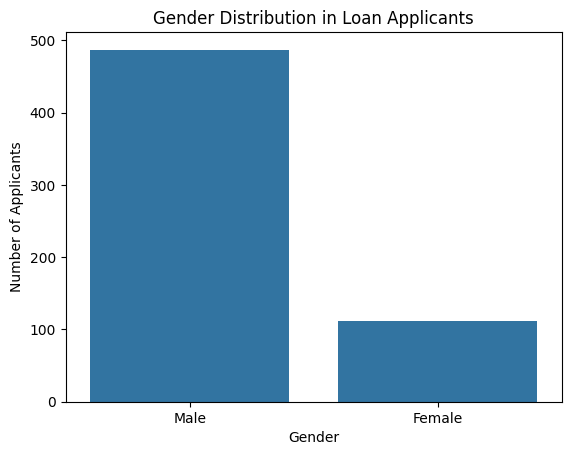 Gender Distribution in Loan Applicants
500
400
300
200
100
0
Number of Applicants
Male Female
Gender